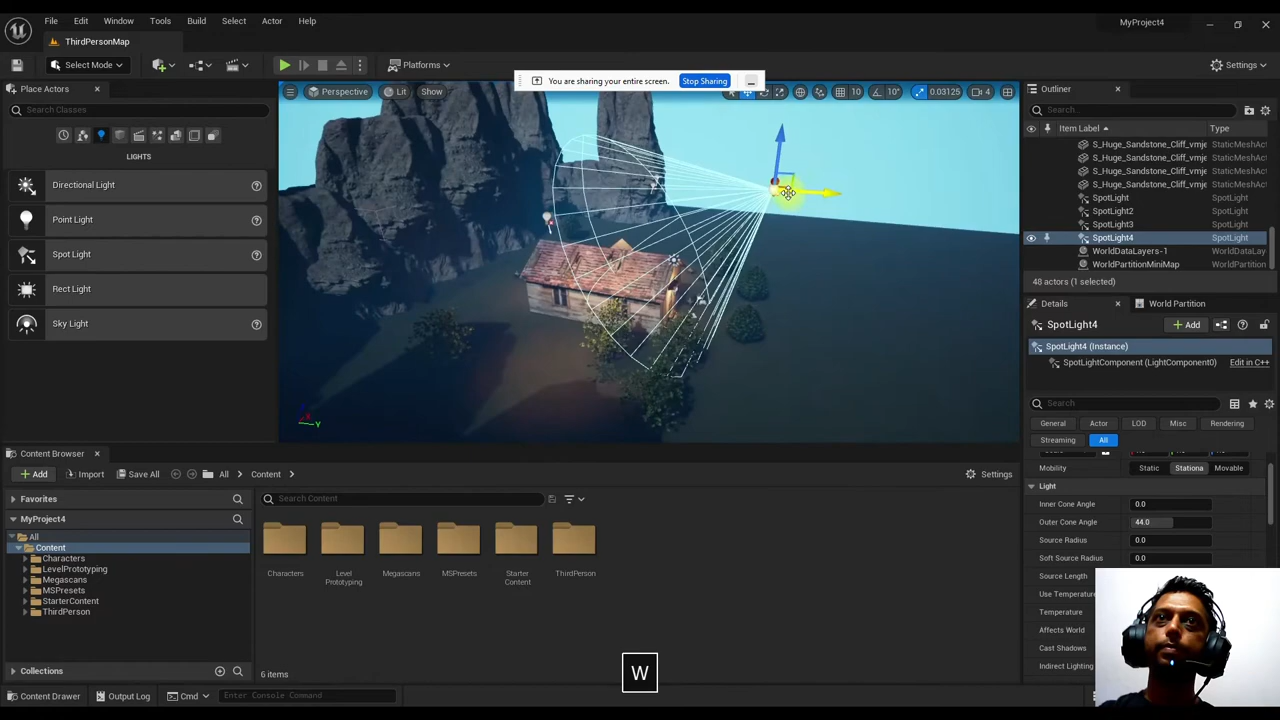 File Edit Window Tools Build Select Actor Help
MyProject4
ThirdPersonMap
Select Mode
Platforms
Settings
You are sharing your entire screen. Stop Sharing
Perspective Lit Show
10 10° 0.03125 4
Search Classes
LIGHTS
Directional Light
Point Light
Spot Light
Rect Light
Sky Light
Outliner
Search...
Item Label Type
S_Huge_Sandstone_Cliff_vmje StaticMeshAct
S_Huge_Sandstone_Cliff_vmje StaticMeshAct
S_Huge_Sandstone_Cliff_vmje StaticMeshAct
S_Huge_Sandstone_Cliff_vmje StaticMeshAct
SpotLight SpotLight
SpotLight2 SpotLight
SpotLight3 SpotLight
SpotLight4 SpotLight
WorldDataLayers-1 WorldDataLay
WorldPartitionMiniMap WorldPartition
48 actors (1 selected)
Details World Partition
SpotLight4 Add
SpotLight4 (Instance)
SpotLightComponent (LightComponent0) Edit in C++
Search
General Actor LOD Misc Rendering
Streaming All
Mobility Static Stationa Movable
Light
Inner Cone Angle 0.0
Outer Cone Angle 44.0
Source Radius 0.0
Soft Source Radius 0.0
Source Length
Use Temperature
Temperature
Affects World
Cast Shadows
Indirect Lighting
Content Browser
Add Import Save All All Content Settings
Favorites
MyProject4
All
Content
Characters
LevelPrototyping
Megascans
MSPresets
StarterContent
ThirdPerson
Collections
Search Content
Characters Level Prototyping Megascans MSPresets Starter Content ThirdPerson
6 items
W
Content Drawer Output Log Cmd Enter Console Command